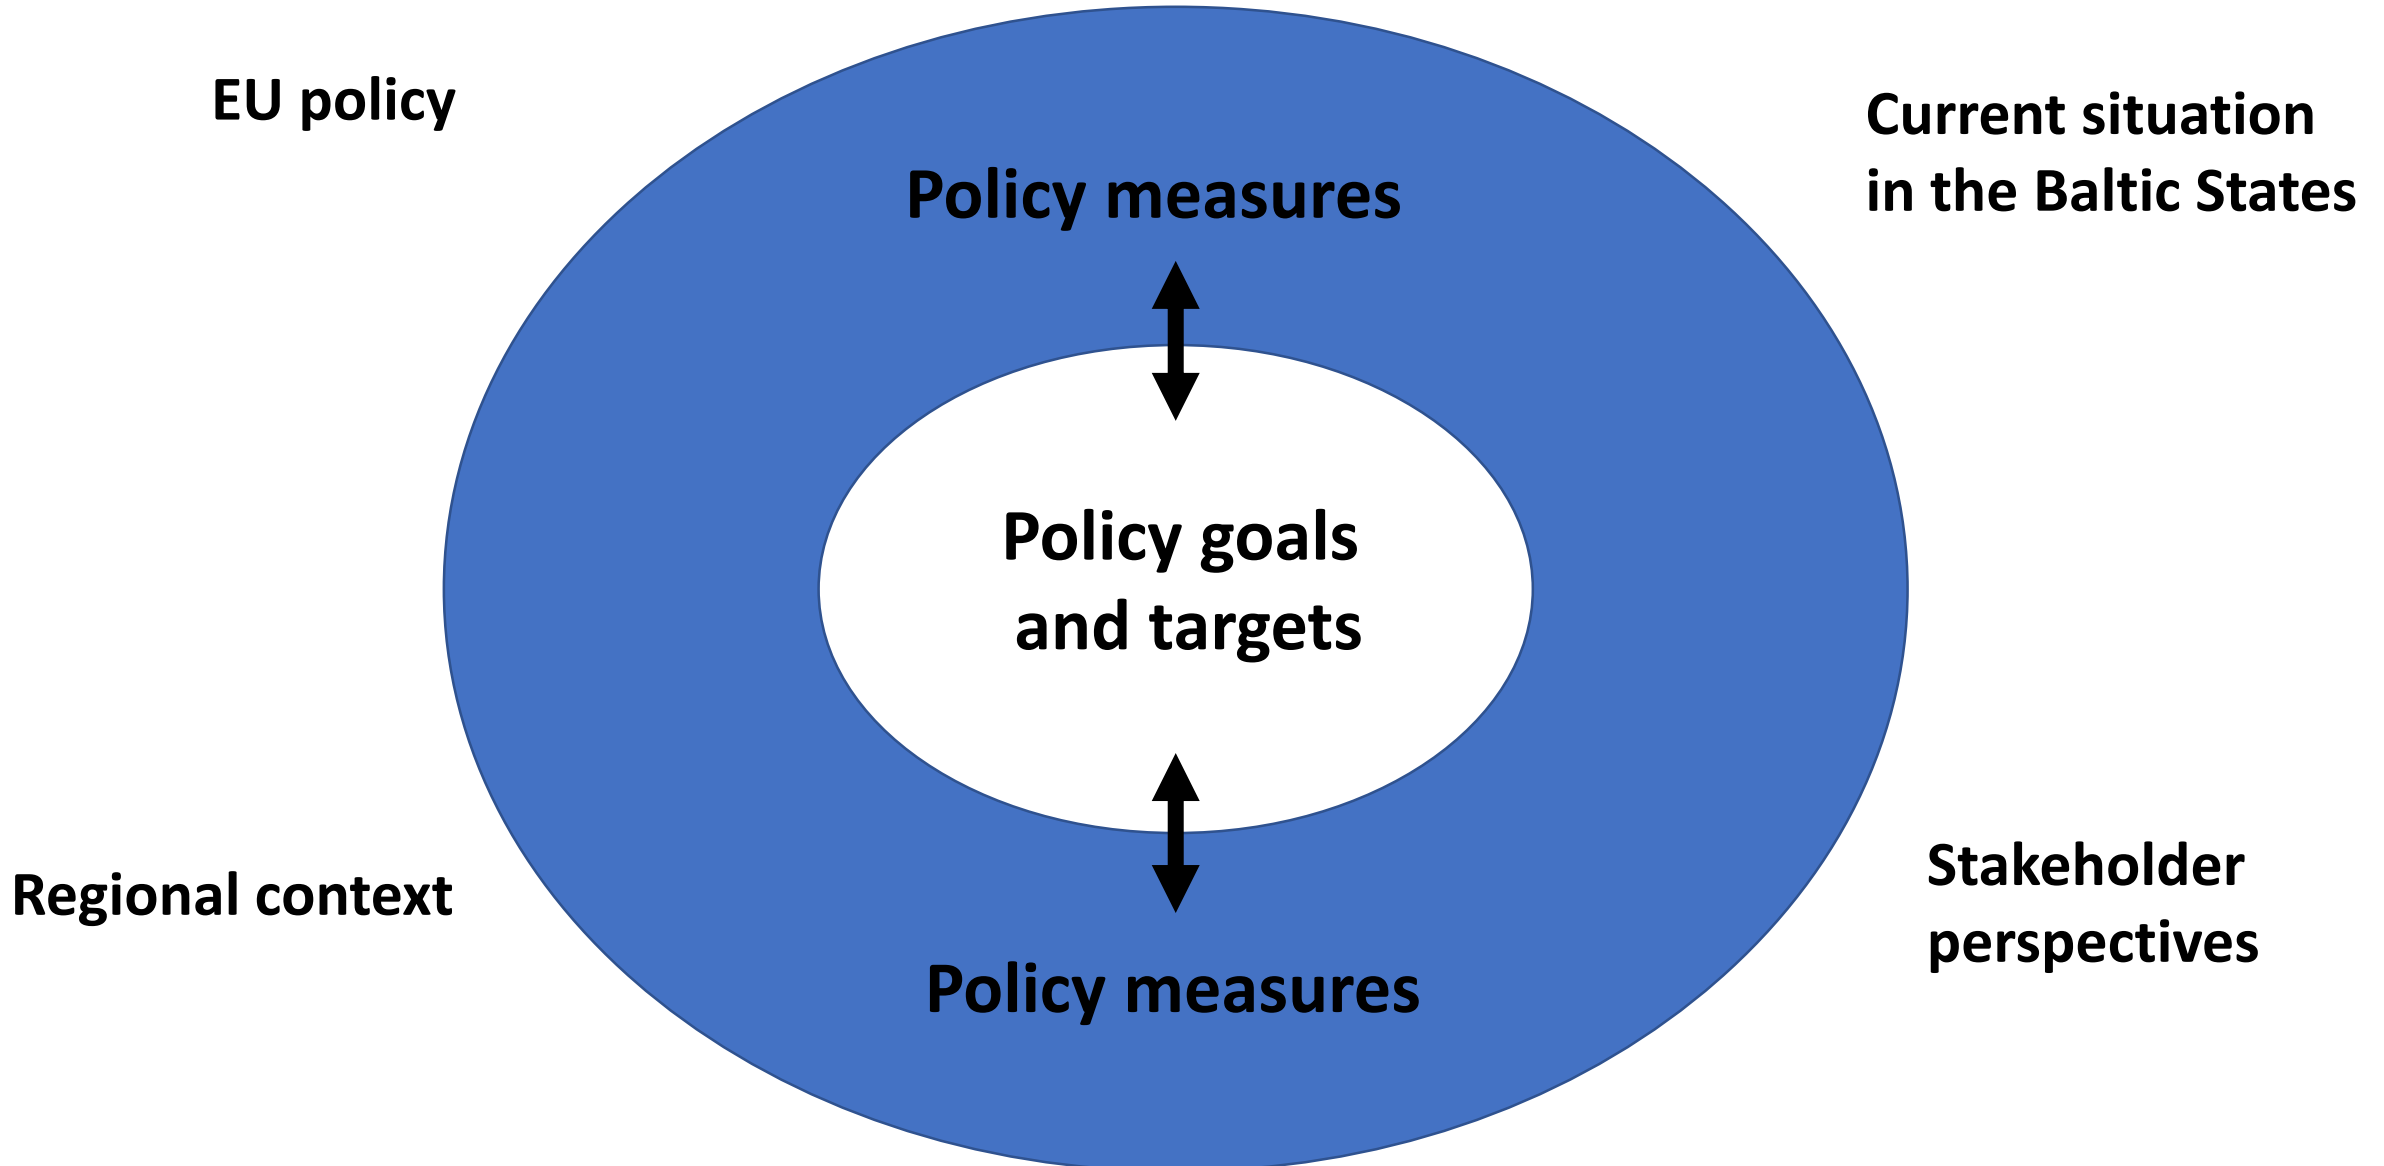 EU policy
Current situation
in the Baltic States
Policy measures
Policy goals
and targets
Regional context
Stakeholder
perspectives
Policy measures